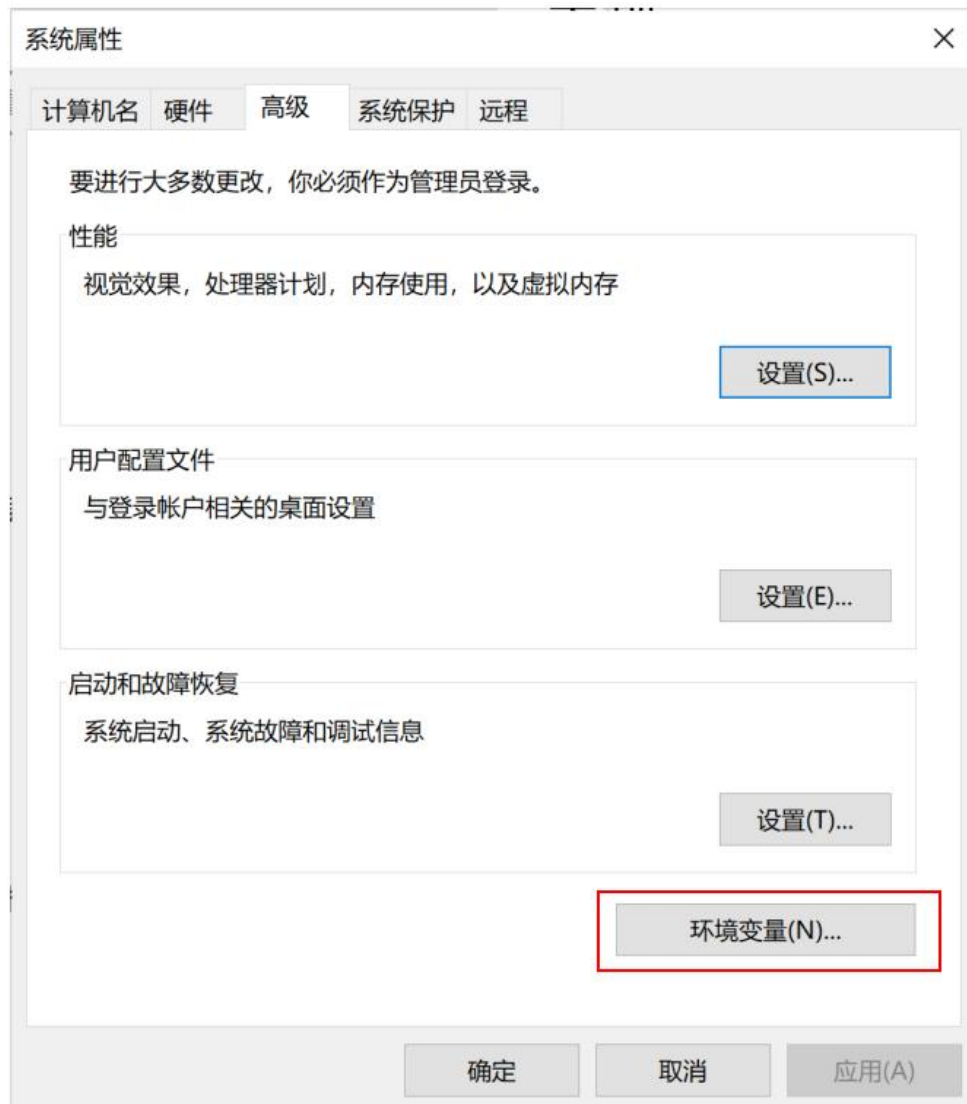 系统属性
计算机名 硬件 高级 系统保护 远程
要进行大多数更改，你必须作为管理员登录。
性能
视觉效果，处理器计划，内存使用，以及虚拟内存
设置(S)...
用户配置文件
与登录帐户相关的桌面设置
设置(E)...
启动和故障恢复
系统启动、系统故障和调试信息
设置(T)...
环境变量(N)...
确定 取消 应用(A)